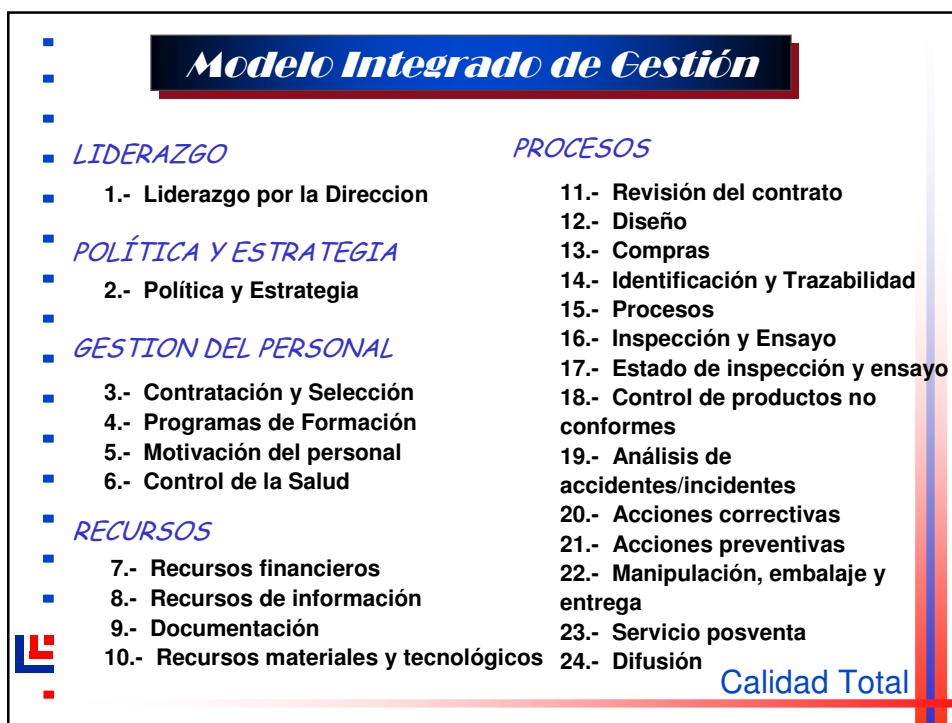 Modelo Integrado de Gestión
LIDERAZGO
1.- Liderazgo por la Direccion
POLÍTICA Y ESTRATEGIA
2.- Política y Estrategia
GESTION DEL PERSONAL
3.- Contratación y Selección
4.- Programas de Formación
5.- Motivación del personal
6.- Control de la Salud
RECURSOS
7.- Recursos financieros
8.- Recursos de información
9.- Documentación
10.- Recursos materiales y tecnológicos
PROCESOS
11.- Revisión del contrato
12.- Diseño
13.- Compras
14.- Identificación y Trazabilidad
15.- Procesos
16.- Inspección y Ensayo
17.- Estado de inspección y ensayo
18.- Control de productos no
conformes
19.- Análisis de
accidentes/incidentes
20.- Acciones correctivas
21.- Acciones preventivas
22.- Manipulación, embalaje y
entrega
23.- Servicio posventa
24.- Difusión
Calidad Total